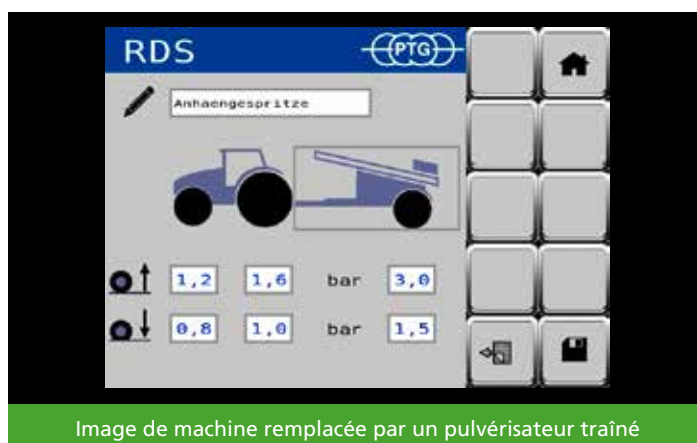 RDS PTG
Anhaengespritze
1,2 1,6 bar 3,0
0,8 1,0 bar 1,5
Image de machine remplacée par un pulvérisateur traîné